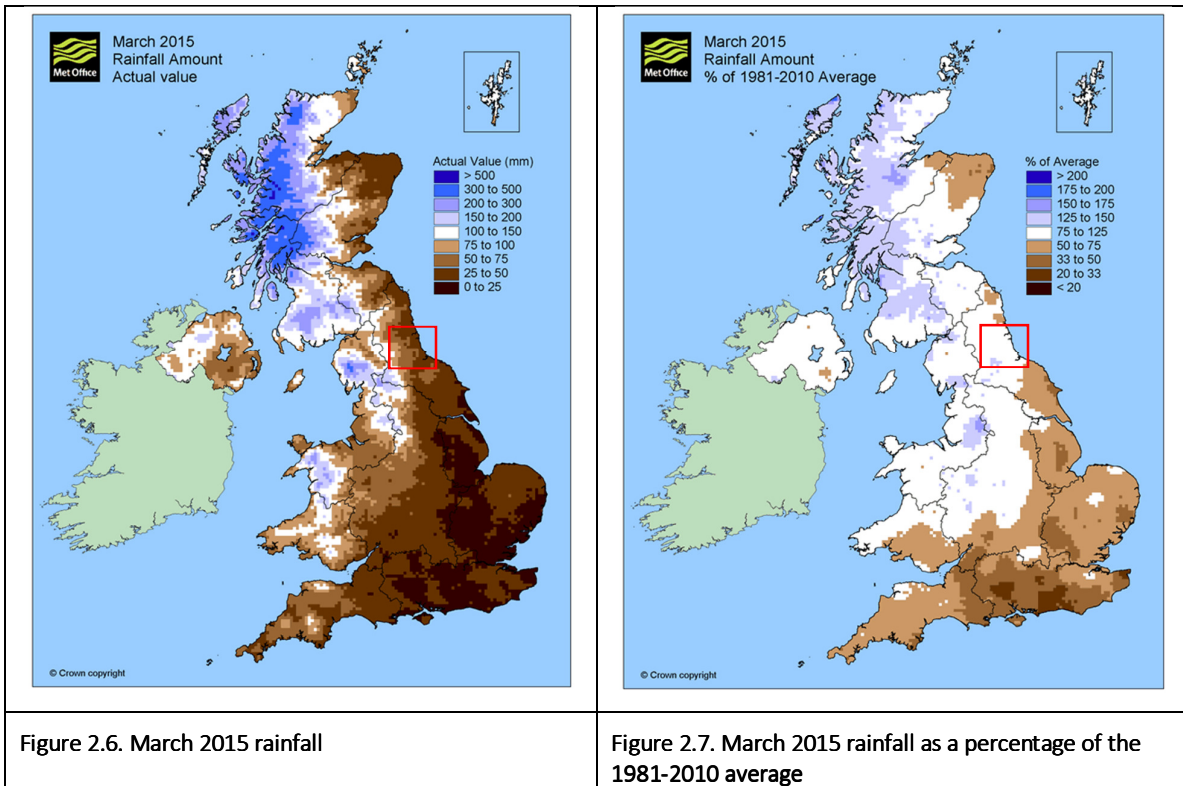 Met Office
March 2015
Rainfall Amount
Actual value
Actual Value (mm)
> 500
300 to 500
200 to 300
150 to 200
100 to 150
75 to 100
50 to 75
25 to 50
0 to 25
© Crown copyright
Met Office
March 2015
Rainfall Amount
% of 1981-2010 Average
% of Average
> 200
175 to 200
150 to 175
125 to 150
75 to 125
50 to 75
33 to 50
20 to 33
< 20
© Crown copyright
Figure 2.6. March 2015 rainfall
Figure 2.7. March 2015 rainfall as a percentage of the
1981-2010 average